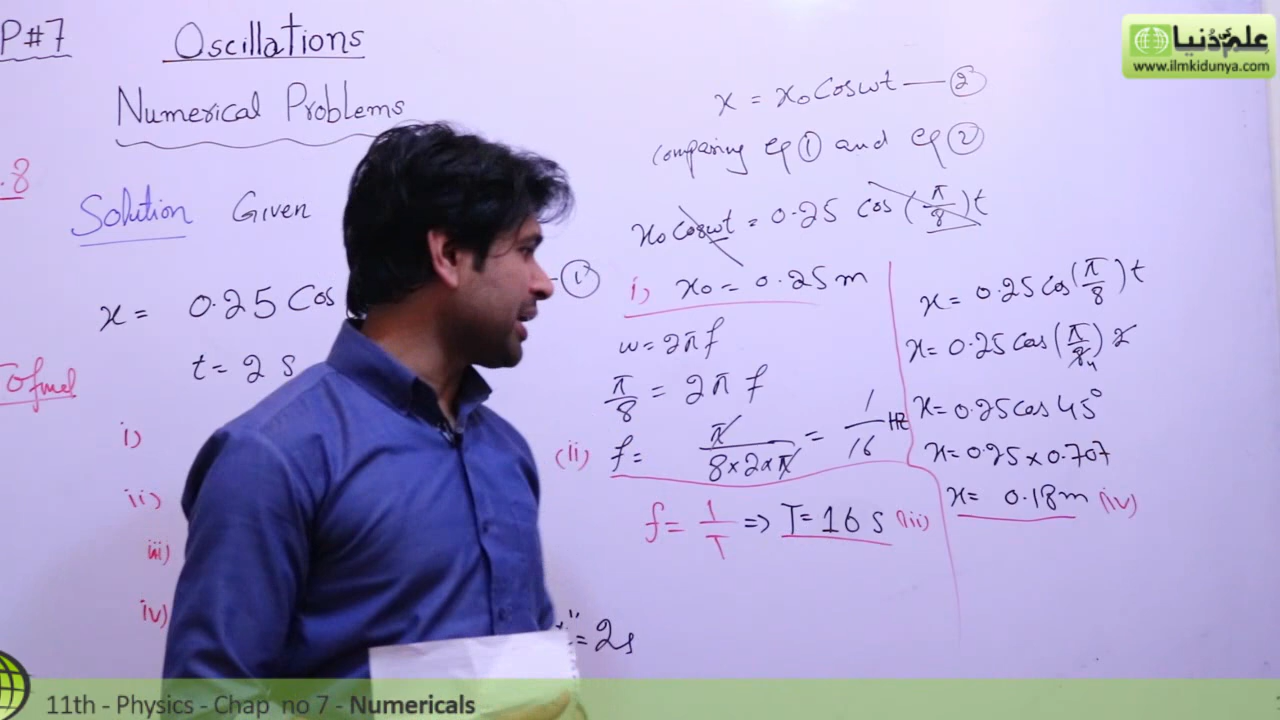 P#7
Oscillations
Numerical Problems
.8
Solution Given
x = 0.25 Cos
①
t = 2 s
i)
ii)
iii)
iv)
= 2s
x = x₀ Cosωt — ②
Comparing eq ① and eq ②
x₀ Cosωt = 0.25 cos (π/8) t
i) x₀ = 0.25 m
ω = 2πf
π/8 = 2π f
(ii) f = π/8×2×π = 1/16 Hz
f = 1/T => T = 16 s (iii)
x = 0.25 cos (π/8) t
x = 0.25 cos (π/8₄) 2
x = 0.25 cos 45°
x = 0.25 × 0.707
x = 0.18m (iv)
علم کی دُنیا
www.ilmkidunya.com
11th - Physics - Chap no 7 - Numericals